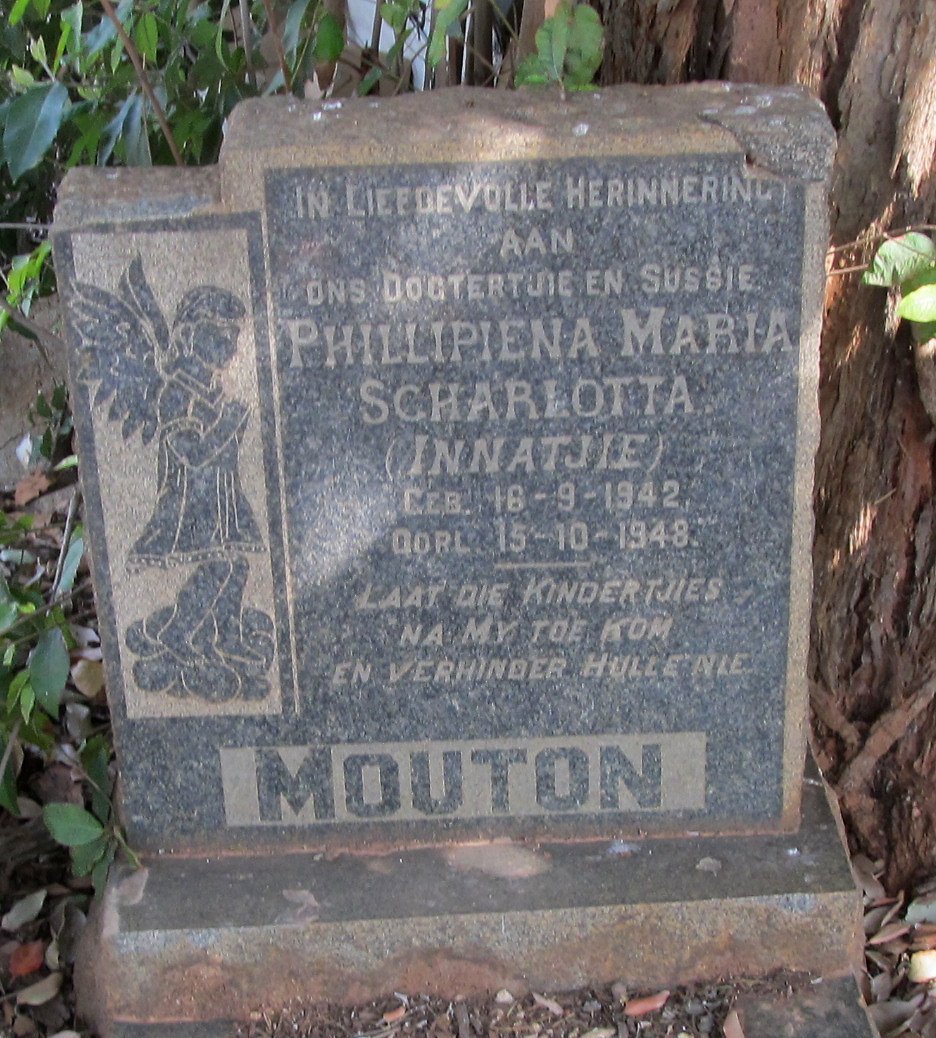 IN LIEFDEVOLLE HERINNERING
AAN
ONS DOGTERTJIE EN SUSSIE
PHILLIPIENA MARIA
SCHARLOTTA
(INNATJIE)
GEB. 16-9-1942
OORL. 15-10-1948.
LAAT DIE KINDERTJIES
NA MY TOE KOM
EN VERHINDER HULLE NIE.
MOUTON